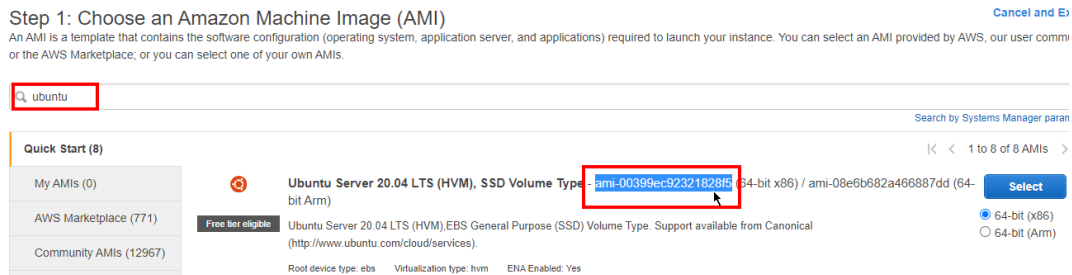 Step 1: Choose an Amazon Machine Image (AMI)
Cancel and Ex
An AMI is a template that contains the software configuration (operating system, application server, and applications) required to launch your instance. You can select an AMI provided by AWS, our user commu
or the AWS Marketplace; or you can select one of your own AMIs.
ubuntu
Search by Systems Manager param
Quick Start (8)
1 to 8 of 8 AMIs
My AMIs (0)
AWS Marketplace (771)
Community AMIs (12967)
Free tier eligible
Ubuntu Server 20.04 LTS (HVM), SSD Volume Type - ami-00399ec92321828f5 (64-bit x86) / ami-08e6b682a466887dd (64-
bit Arm)
Ubuntu Server 20.04 LTS (HVM),EBS General Purpose (SSD) Volume Type. Support available from Canonical
(http://www.ubuntu.com/cloud/services).
Root device type: ebs Virtualization type: hvm ENA Enabled: Yes
Select
64-bit (x86)
64-bit (Arm)